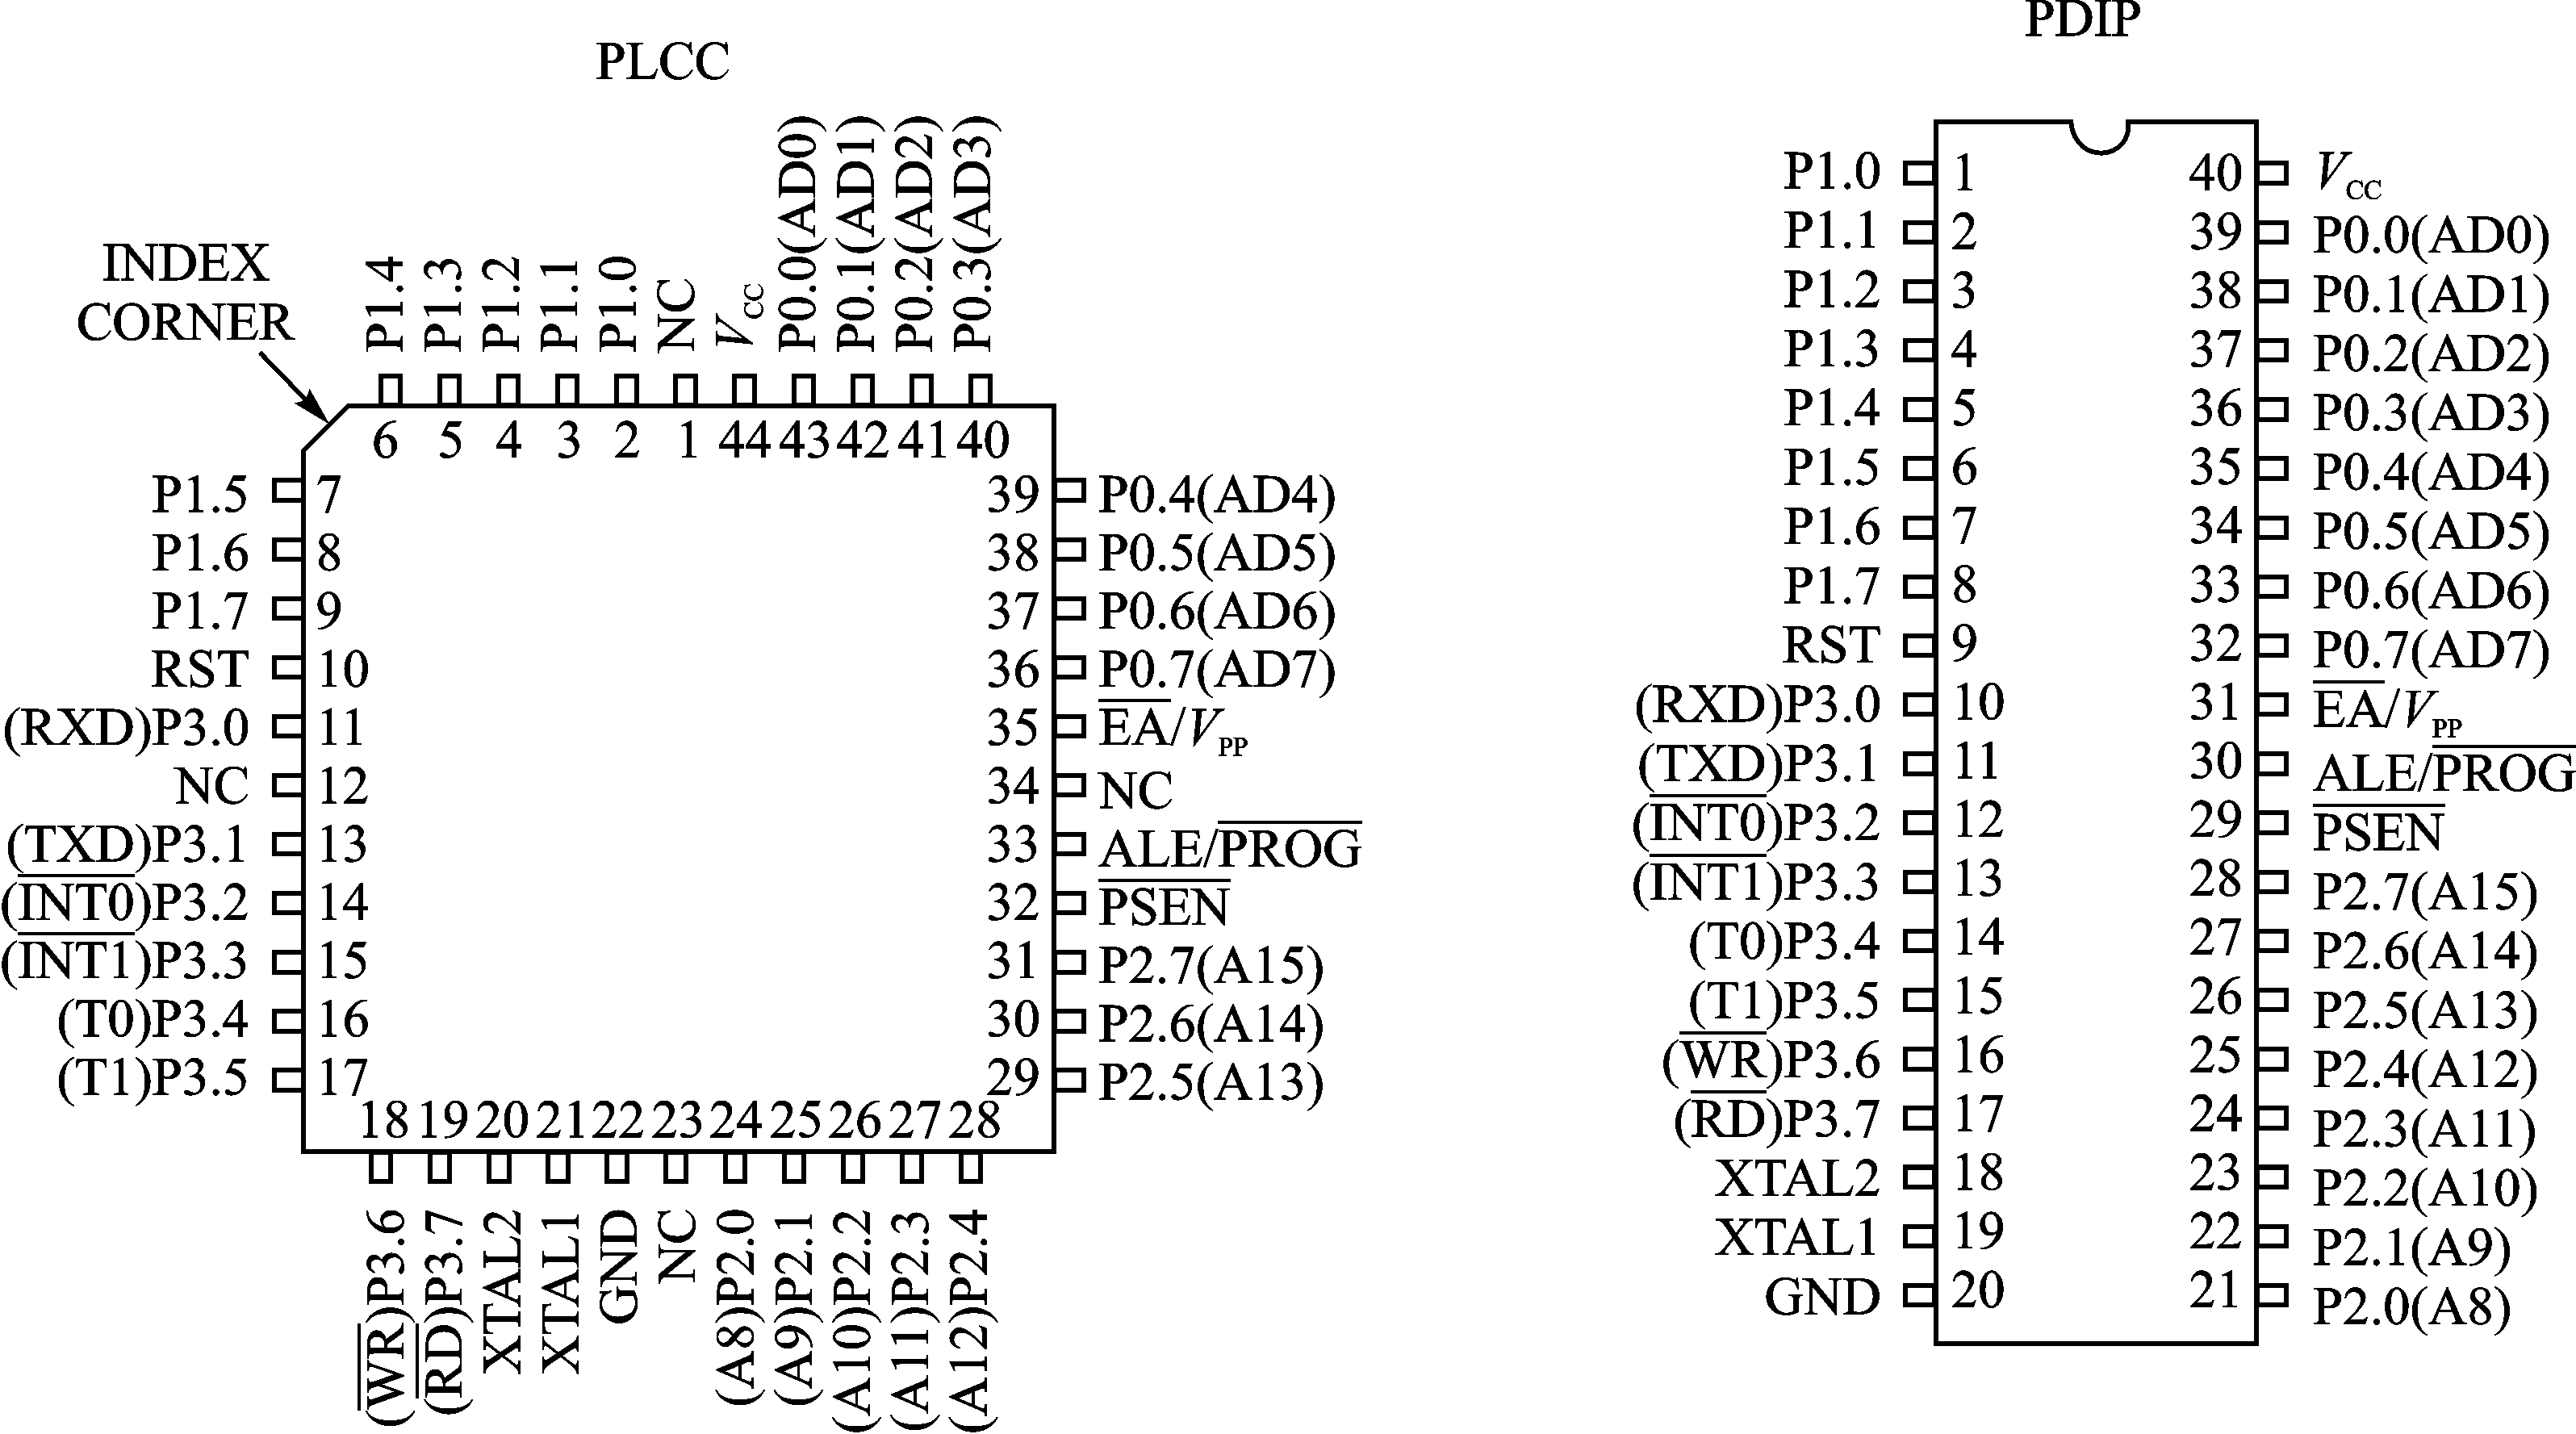 PLCC
INDEX
CORNER
P1.4
P1.3
P1.2
P1.1
P1.0
NC
VCC
P0.0(AD0)
P0.1(AD1)
P0.2(AD2)
P0.3(AD3)
6 5 4 3 2 1 44 43 42 41 40
P1.5 7
P1.6 8
P1.7 9
RST 10
(RXD)P3.0 11
NC 12
(TXD)P3.1 13
(I̅N̅T̅0̅)P3.2 14
(I̅N̅T̅1̅)P3.3 15
(T0)P3.4 16
(T1)P3.5 17
39 P0.4(AD4)
38 P0.5(AD5)
37 P0.6(AD6)
36 P0.7(AD7)
35 E̅A̅/VPP
34 NC
33 ALE/P̅R̅O̅G̅
32 P̅S̅E̅N̅
31 P2.7(A15)
30 P2.6(A14)
29 P2.5(A13)
18 19 20 21 22 23 24 25 26 27 28
(W̅R̅)P3.6
(R̅D̅)P3.7
XTAL2
XTAL1
GND
NC
(A8)P2.0
(A9)P2.1
(A10)P2.2
(A11)P2.3
(A12)P2.4
PDIP
P1.0 1 40 VCC
P1.1 2 39 P0.0(AD0)
P1.2 3 38 P0.1(AD1)
P1.3 4 37 P0.2(AD2)
P1.4 5 36 P0.3(AD3)
P1.5 6 35 P0.4(AD4)
P1.6 7 34 P0.5(AD5)
P1.7 8 33 P0.6(AD6)
RST 9 32 P0.7(AD7)
(RXD)P3.0 10 31 E̅A̅/VPP
(TXD)P3.1 11 30 ALE/P̅R̅O̅G̅
(I̅N̅T̅0̅)P3.2 12 29 P̅S̅E̅N̅
(I̅N̅T̅1̅)P3.3 13 28 P2.7(A15)
(T0)P3.4 14 27 P2.6(A14)
(T1)P3.5 15 26 P2.5(A13)
(W̅R̅)P3.6 16 25 P2.4(A12)
(R̅D̅)P3.7 17 24 P2.3(A11)
XTAL2 18 23 P2.2(A10)
XTAL1 19 22 P2.1(A9)
GND 20 21 P2.0(A8)